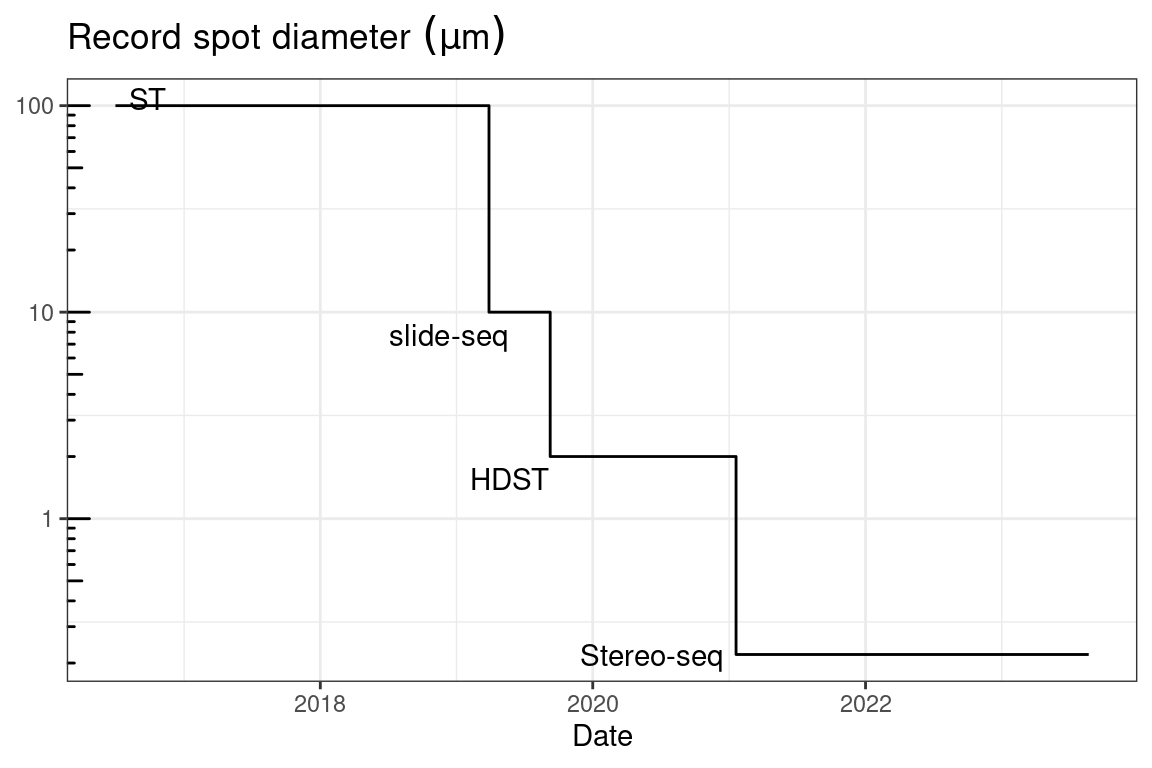 Record spot diameter (μm)
100
ST
10
slide-seq
HDST
1
Stereo-seq
2018 2020 2022
Date